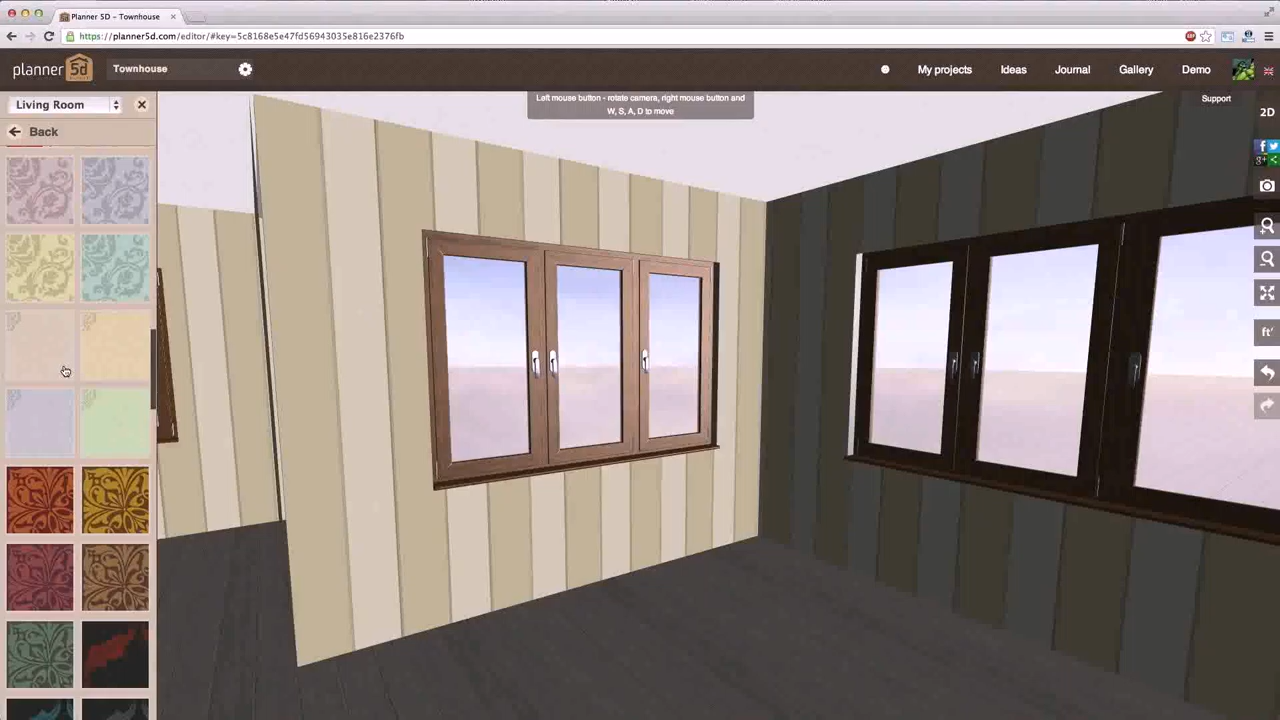 Planner 5D - Townhouse
https://planner5d.com/editor/#key=5c8168e5e47fd56943035e816e2376fb
planner 5d
Townhouse
My projects
Ideas
Journal
Gallery
Demo
Living Room
Back
Left mouse button - rotate camera, right mouse button and
W, S, A, D to move
Support
2D
ft'